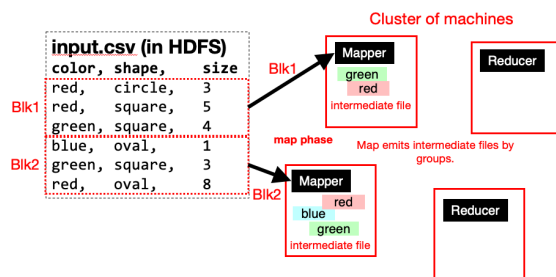 Cluster of machines
input.csv (in HDFS)
color, shape, size
red, circle, 3
red, square, 5
green, square, 4
blue, oval, 1
green, square, 3
red, oval, 8
Blk1
Blk2
Blk1
Mapper
green
red
intermediate file
Reducer
map phase
Map emits intermediate files by
groups.
Blk2
Mapper
red
blue
green
intermediate file
Reducer